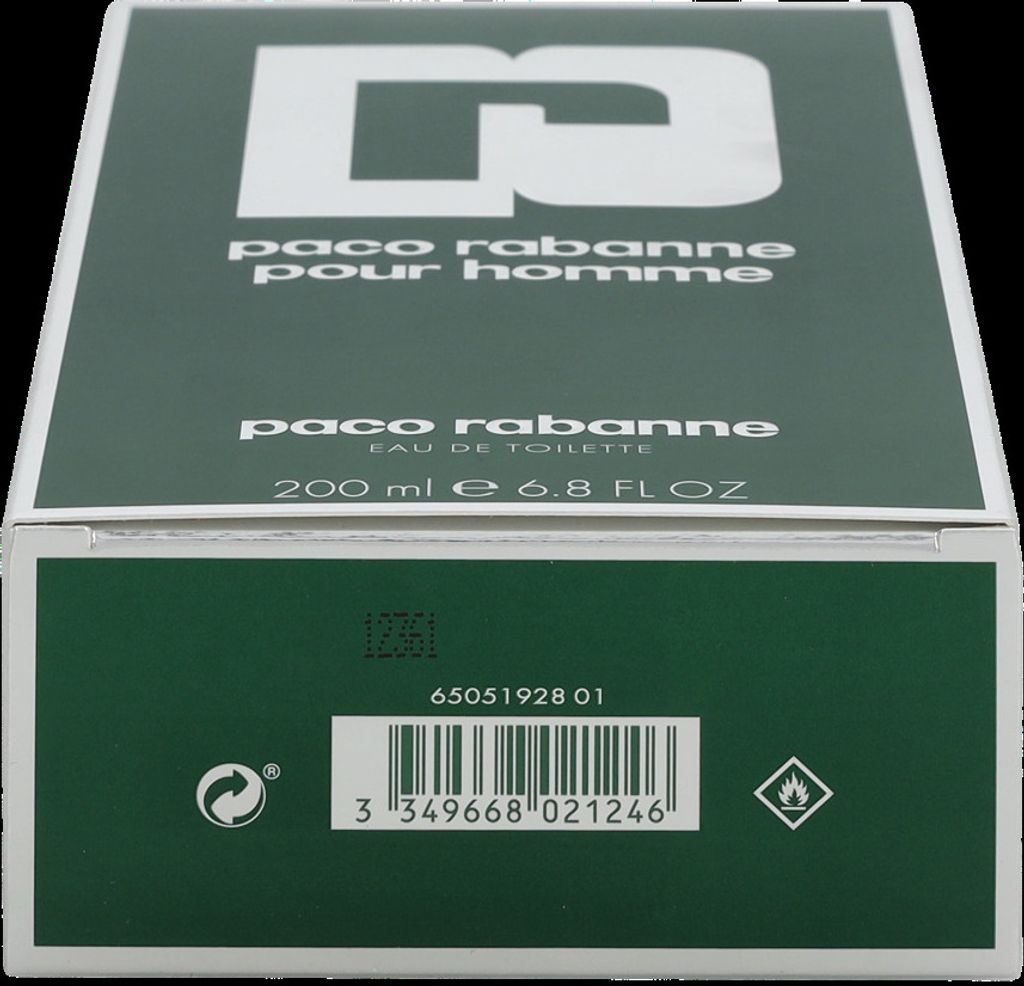 paco rabanne
pour homme
paco rabanne
EAU DE TOILETTE
200 ml ℮ 6.8 FL OZ
65051928 01
®
3 349668 021246